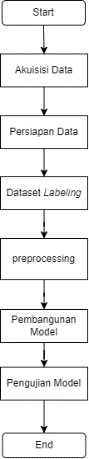 Start
Akuisisi Data
Persiapan Data
Dataset Labeling
preprocessing
Pembangunan
Model
Pengujian Model
End